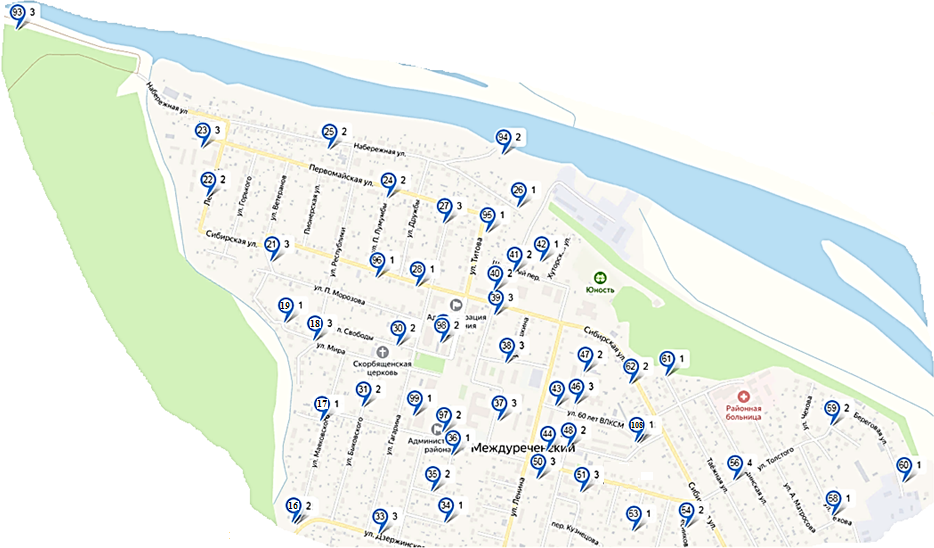 93 3
Набережная ул
23 3
25 2
Набережная ул.
94 2
22 2
Первомайская ул.
24 2
26 1
ул. Горького
ул. Ветеранов
Пионерская ул.
ул. Республики
ул. П. Лумумбы
ул. Дружбы
27 3
95 1
ул. Титова
Сибирская ул.
21 3
96 1
28 1
41 2
42 1
40 2
пер.
Юность
ул. П. Морозова
19 1
18 3
п. Свободы
30 2
98 2
39 3
Сибирская ул.
ул. Мира
Скорбященская
церковь
38 3
47 2
62 2
61 1
17 1
31 2
99 1
37 3
43
46 3
Районная
больница
ул. Чехова
59 2
Береговая ул.
ул. Маяковского
ул. Быковского
ул. Гагарина
97 2
36 1
района
Междуреченский
44
48 2
ул. 60 лет ВЛКСМ
108 1
35 2
50 3
51 3
56 4
ул. Толстого
Таежная ул.
ул. А. Матросова
60 1
16 2
33 3
34 1
ул. Ленина
53 1
54 2
58 1
ул. Дзержинс
пер. Кузнецова